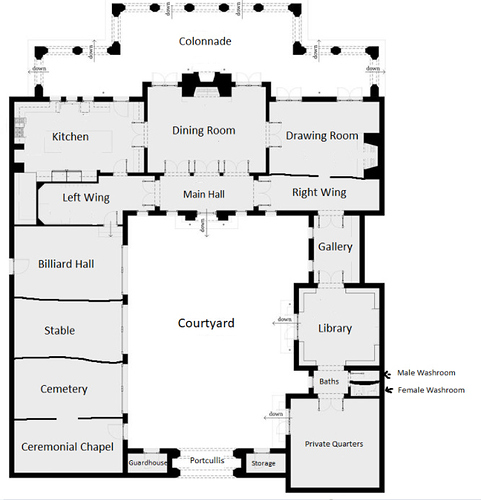 down
down
Colonnade
down
down
Kitchen
Dining Room
Drawing Room
Left Wing
Main Hall
Right Wing
down
Gallery
Billiard Hall
Stable
Courtyard
down
Library
Cemetery
Baths
Male Washroom
Female Washroom
down
Ceremonial Chapel
Guardhouse
Portcullis
Storage
Private Quarters